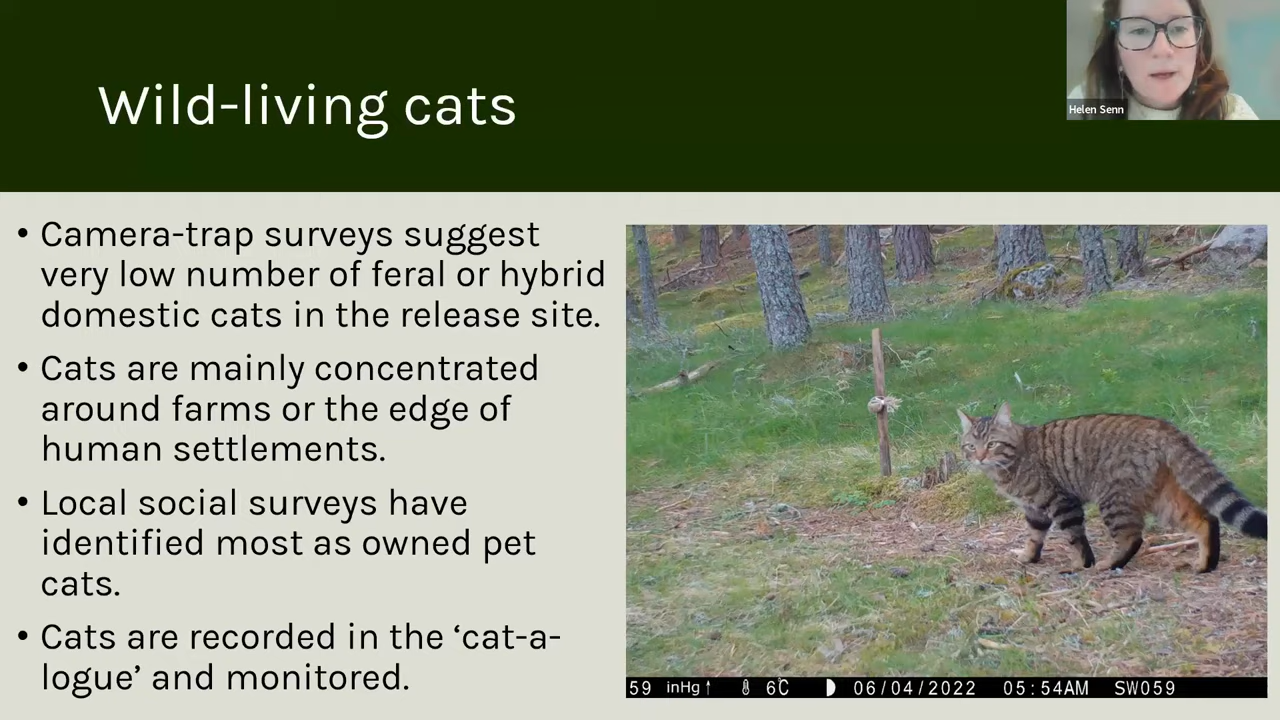 Wild-living cats
Helen Senn
• Camera-trap surveys suggest
very low number of feral or hybrid
domestic cats in the release site.
• Cats are mainly concentrated
around farms or the edge of
human settlements.
• Local social surveys have
identified most as owned pet
cats.
• Cats are recorded in the ‘cat-a-
logue’ and monitored.
59 inHg↑ 6℃ 06/04/2022 05:54AM SW059